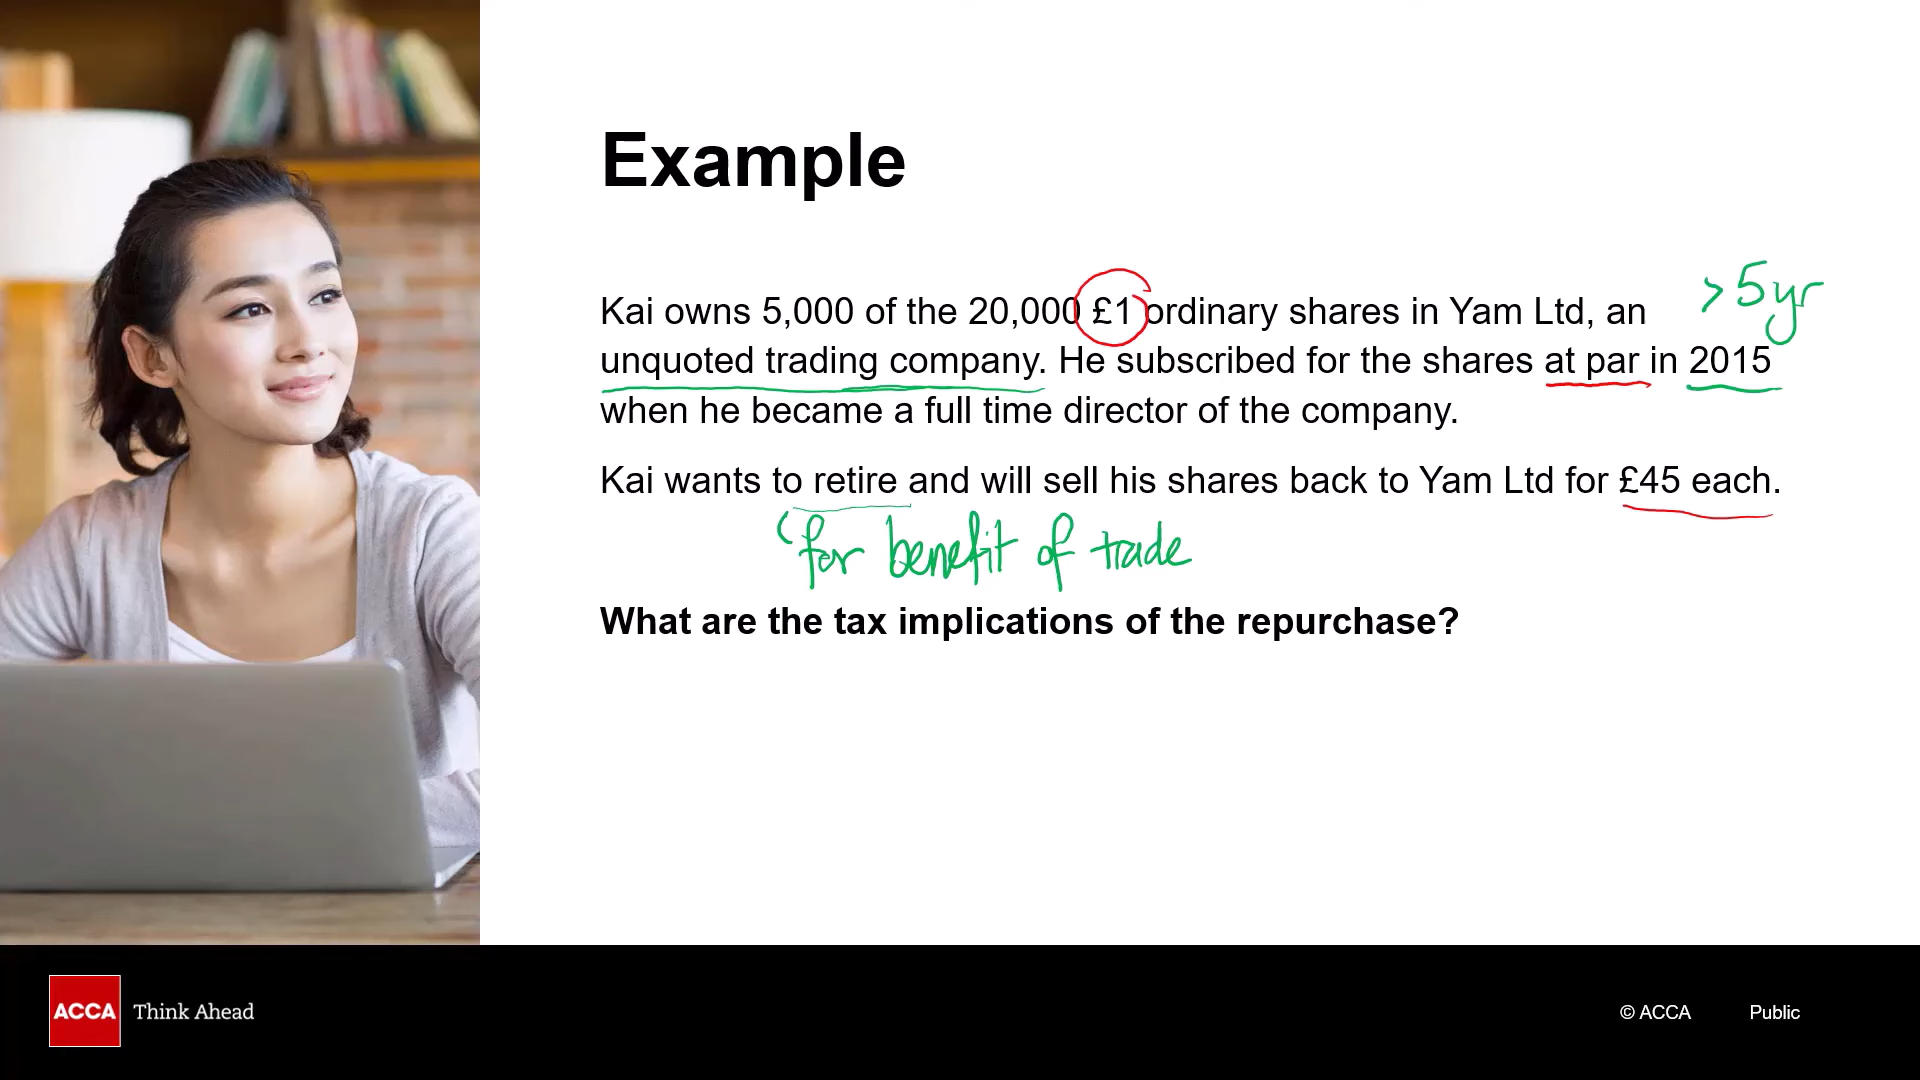 Example
> 5yr
Kai owns 5,000 of the 20,000 £1 ordinary shares in Yam Ltd, an
unquoted trading company. He subscribed for the shares at par in 2015
when he became a full time director of the company.
Kai wants to retire and will sell his shares back to Yam Ltd for £45 each.
for benefit of trade
What are the tax implications of the repurchase?
ACCA Think Ahead
© ACCA Public